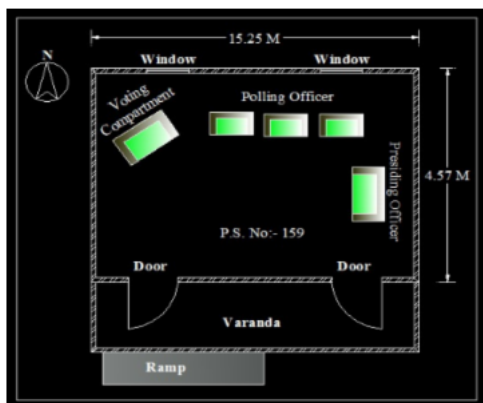 15.25 M
N
Window
Window
Voting
Compartment
Polling Officer
Presiding Officer
4.57 M
P.S. No:- 159
Door
Door
Varanda
Ramp